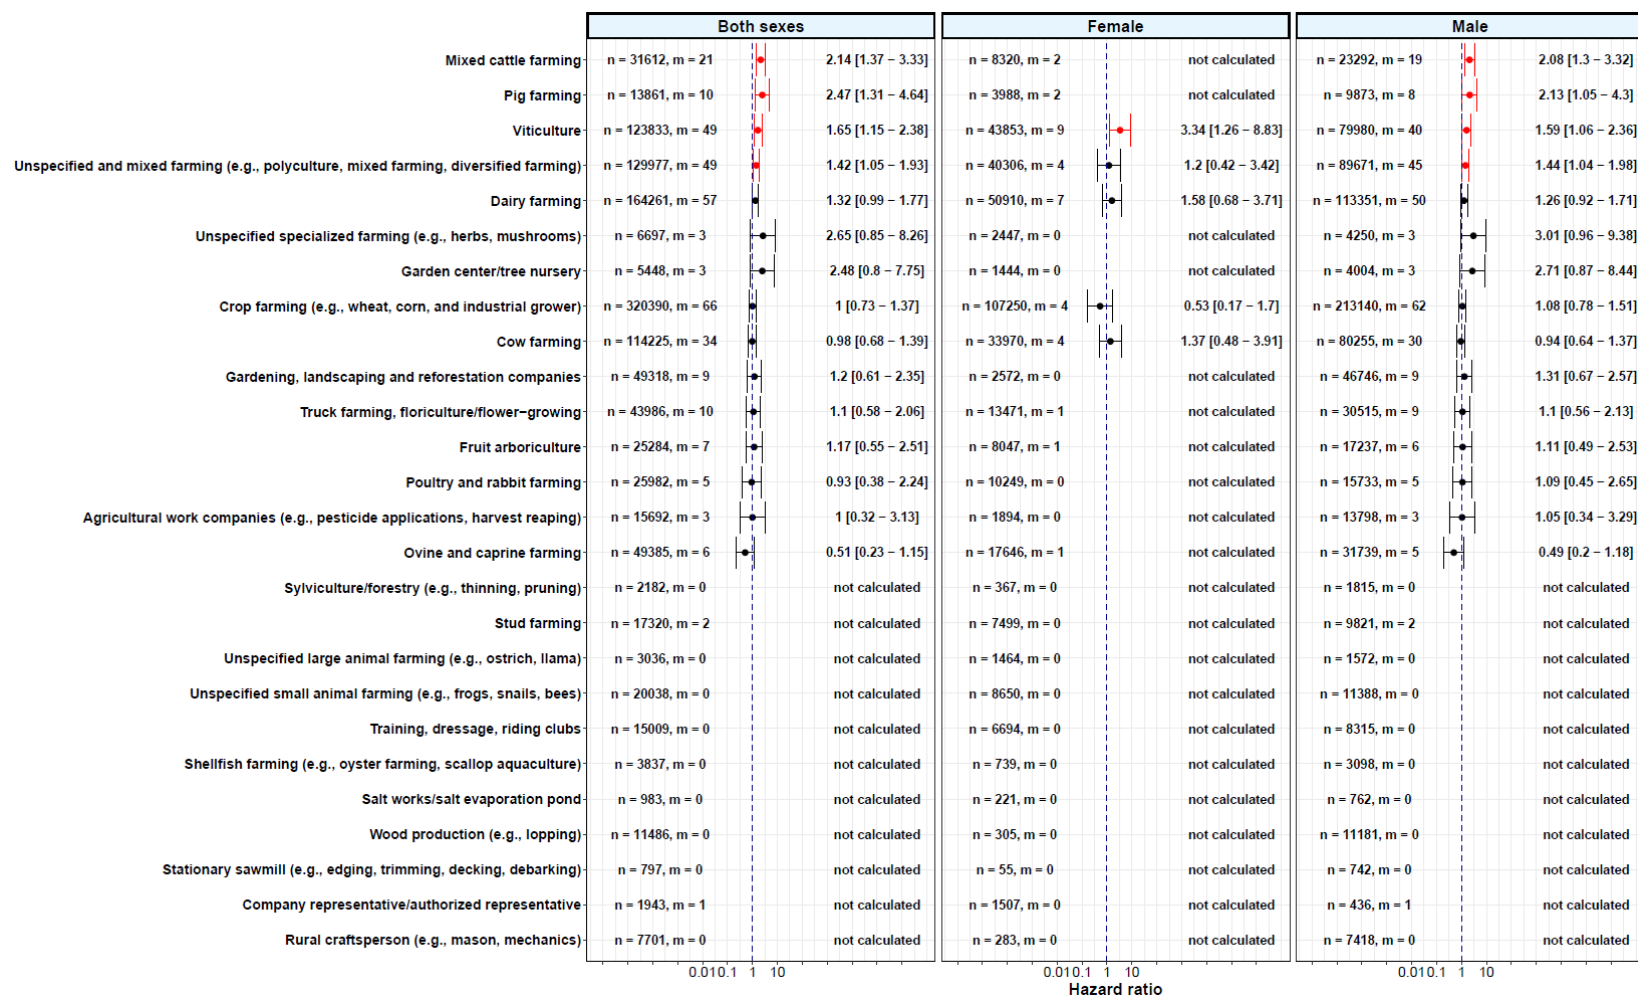 Both sexes Female Male
Mixed cattle farming n = 31612, m = 21 2.14 [1.37 − 3.33] n = 8320, m = 2 not calculated n = 23292, m = 19 2.08 [1.3 − 3.32]
Pig farming n = 13861, m = 10 2.47 [1.31 − 4.64] n = 3988, m = 2 not calculated n = 9873, m = 8 2.13 [1.05 − 4.3]
Viticulture n = 123833, m = 49 1.65 [1.15 − 2.38] n = 43853, m = 9 3.34 [1.26 − 8.83] n = 79980, m = 40 1.59 [1.06 − 2.36]
Unspecified and mixed farming (e.g., polyculture, mixed farming, diversified farming) n = 129977, m = 49 1.42 [1.05 − 1.93] n = 40306, m = 4 1.2 [0.42 − 3.42] n = 89671, m = 45 1.44 [1.04 − 1.98]
Dairy farming n = 164261, m = 57 1.32 [0.99 − 1.77] n = 50910, m = 7 1.58 [0.68 − 3.71] n = 113351, m = 50 1.26 [0.92 − 1.71]
Unspecified specialized farming (e.g., herbs, mushrooms) n = 6697, m = 3 2.65 [0.85 − 8.26] n = 2447, m = 0 not calculated n = 4250, m = 3 3.01 [0.96 − 9.38]
Garden center/tree nursery n = 5448, m = 3 2.48 [0.8 − 7.75] n = 1444, m = 0 not calculated n = 4004, m = 3 2.71 [0.87 − 8.44]
Crop farming (e.g., wheat, corn, and industrial grower) n = 320390, m = 66 1 [0.73 − 1.37] n = 107250, m = 4 0.53 [0.17 − 1.7] n = 213140, m = 62 1.08 [0.78 − 1.51]
Cow farming n = 114225, m = 34 0.98 [0.68 − 1.39] n = 33970, m = 4 1.37 [0.48 − 3.91] n = 80255, m = 30 0.94 [0.64 − 1.37]
Gardening, landscaping and reforestation companies n = 49318, m = 9 1.2 [0.61 − 2.35] n = 2572, m = 0 not calculated n = 46746, m = 9 1.31 [0.67 − 2.57]
Truck farming, floriculture/flower−growing n = 43986, m = 10 1.1 [0.58 − 2.06] n = 13471, m = 1 not calculated n = 30515, m = 9 1.1 [0.56 − 2.13]
Fruit arboriculture n = 25284, m = 7 1.17 [0.55 − 2.51] n = 8047, m = 1 not calculated n = 17237, m = 6 1.11 [0.49 − 2.53]
Poultry and rabbit farming n = 25982, m = 5 0.93 [0.38 − 2.24] n = 10249, m = 0 not calculated n = 15733, m = 5 1.09 [0.45 − 2.65]
Agricultural work companies (e.g., pesticide applications, harvest reaping) n = 15692, m = 3 1 [0.32 − 3.13] n = 1894, m = 0 not calculated n = 13798, m = 3 1.05 [0.34 − 3.29]
Ovine and caprine farming n = 49385, m = 6 0.51 [0.23 − 1.15] n = 17646, m = 1 not calculated n = 31739, m = 5 0.49 [0.2 − 1.18]
Sylviculture/forestry (e.g., thinning, pruning) n = 2182, m = 0 not calculated n = 367, m = 0 not calculated n = 1815, m = 0 not calculated
Stud farming n = 17320, m = 2 not calculated n = 7499, m = 0 not calculated n = 9821, m = 2 not calculated
Unspecified large animal farming (e.g., ostrich, llama) n = 3036, m = 0 not calculated n = 1464, m = 0 not calculated n = 1572, m = 0 not calculated
Unspecified small animal farming (e.g., frogs, snails, bees) n = 20038, m = 0 not calculated n = 8650, m = 0 not calculated n = 11388, m = 0 not calculated
Training, dressage, riding clubs n = 15009, m = 0 not calculated n = 6694, m = 0 not calculated n = 8315, m = 0 not calculated
Shellfish farming (e.g., oyster farming, scallop aquaculture) n = 3837, m = 0 not calculated n = 739, m = 0 not calculated n = 3098, m = 0 not calculated
Salt works/salt evaporation pond n = 983, m = 0 not calculated n = 221, m = 0 not calculated n = 762, m = 0 not calculated
Wood production (e.g., lopping) n = 11486, m = 0 not calculated n = 305, m = 0 not calculated n = 11181, m = 0 not calculated
Stationary sawmill (e.g., edging, trimming, decking, debarking) n = 797, m = 0 not calculated n = 55, m = 0 not calculated n = 742, m = 0 not calculated
Company representative/authorized representative n = 1943, m = 1 not calculated n = 1507, m = 0 not calculated n = 436, m = 1 not calculated
Rural craftsperson (e.g., mason, mechanics) n = 7701, m = 0 not calculated n = 283, m = 0 not calculated n = 7418, m = 0 not calculated
0.01 0.1 1 10 0.01 0.1 1 10 0.01 0.1 1 10
Hazard ratio